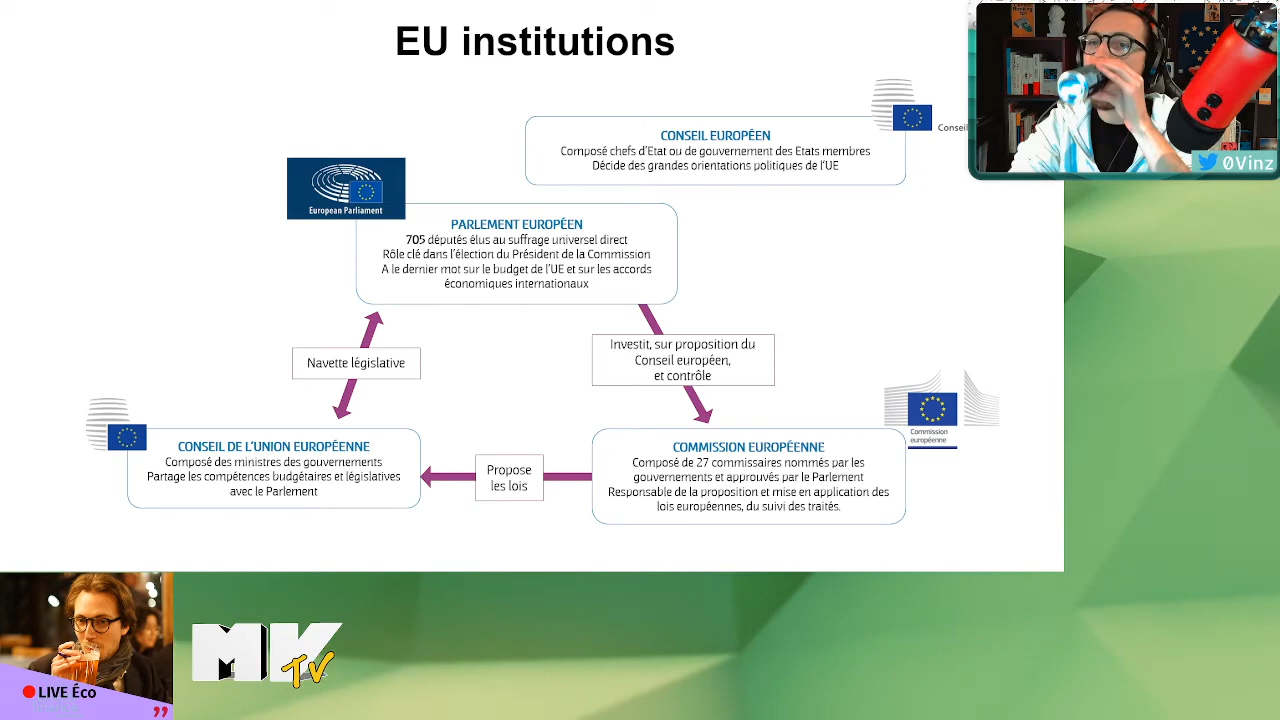 EU institutions
Conseil
CONSEIL EUROPÉEN
Composé chefs d'Etat ou de gouvernement des Etats membres
Décide des grandes orientations politiques de l'UE
0Vinz
European Parliament
PARLEMENT EUROPÉEN
705 députés élus au suffrage universel direct
Rôle clé dans l'élection du Président de la Commission
A le dernier mot sur le budget de l'UE et sur les accords
économiques internationaux
Navette législative
Investit, sur proposition du
Conseil européen,
et contrôle
Commission
européenne
CONSEIL DE L'UNION EUROPÉENNE
Composé des ministres des gouvernements
Partage les compétences budgétaires et législatives
avec le Parlement
Propose
les lois
COMMISSION EUROPÉENNE
Composé de 27 commissaires nommés par les
gouvernements et approuvés par le Parlement
Responsable de la proposition et mise en application des
lois européennes, du suivi des traités.
MK
TV
LIVE Éco